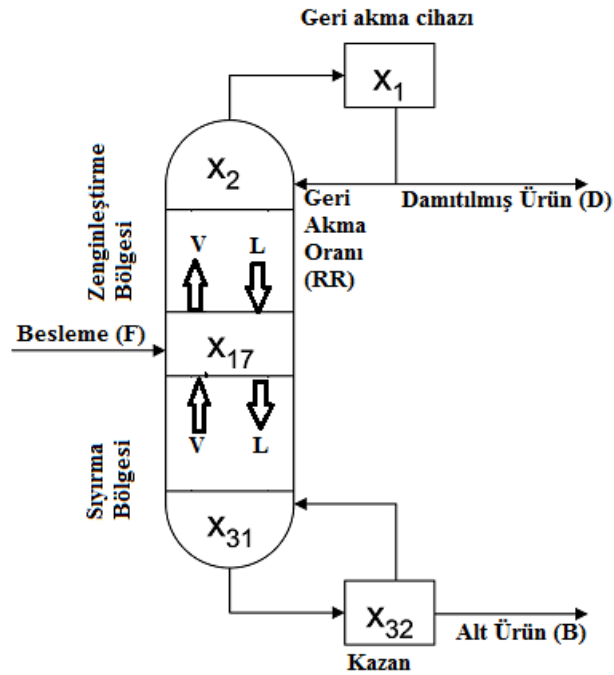 Geri akma cihazı
X1
X2
Zenginleştirme
Bölgesi
V
L
Geri
Akma
Oranı
(RR)
Damıtılmış Ürün (D)
Besleme (F)
X17
V
L
Sıyırma
Bölgesi
X31
X32
Alt Ürün (B)
Kazan